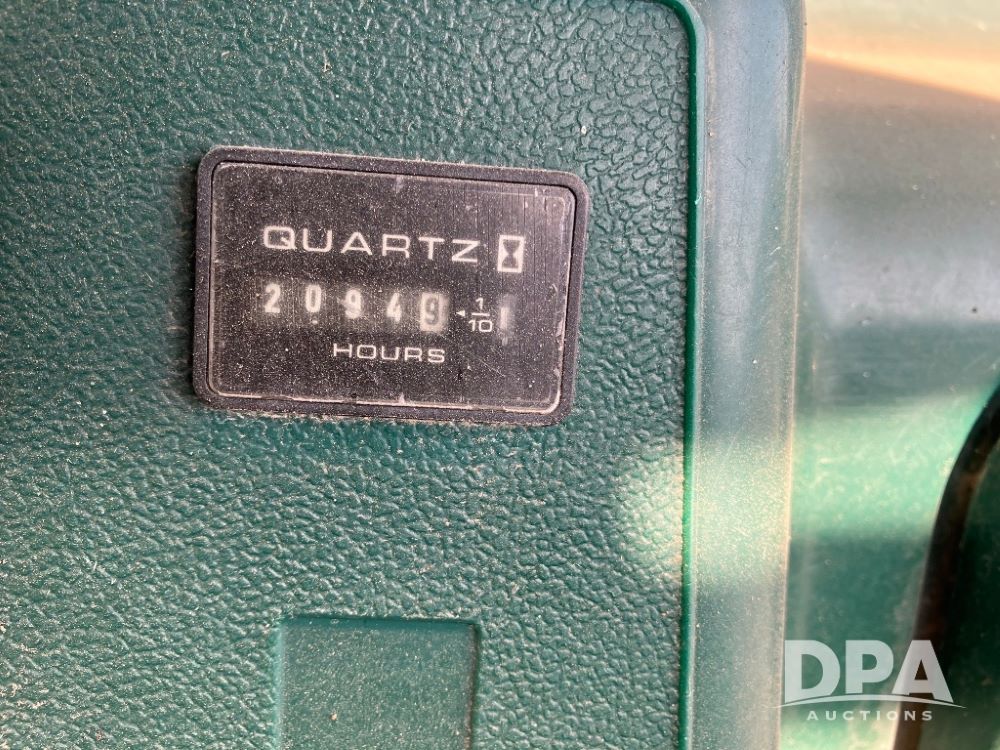 QUARTZ
20949 1/10
HOURS
DPA
AUCTIONS